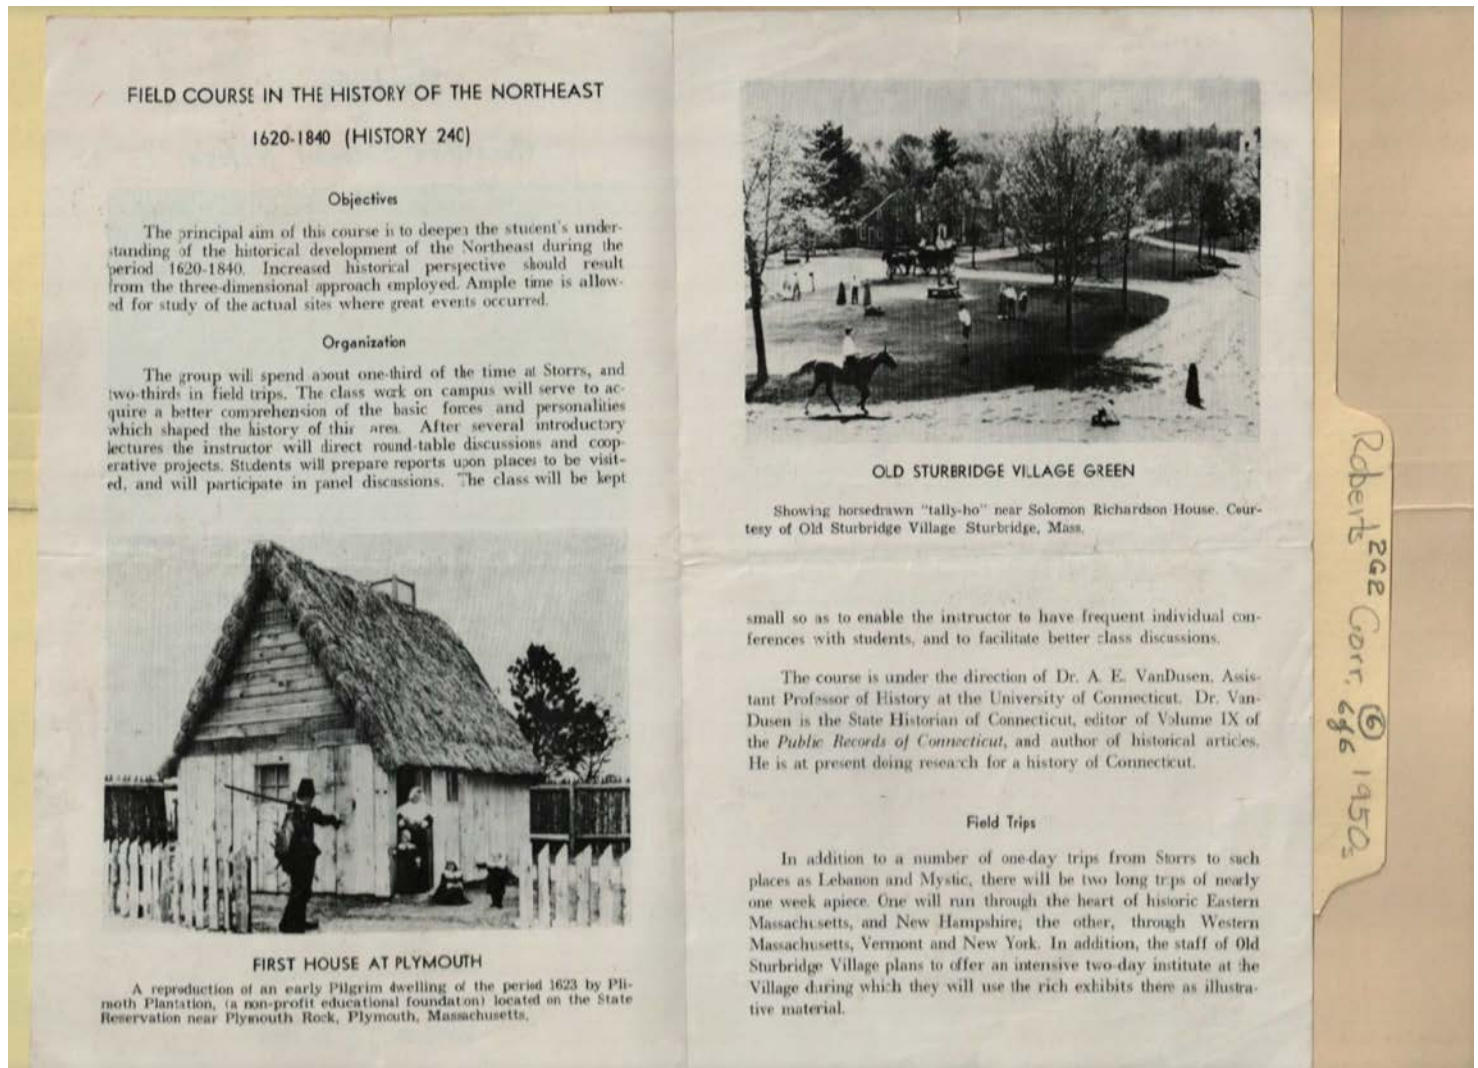 FIELD COURSE IN THE HISTORY OF THE NORTHEAST
1620-1840 (HISTORY 240)
Objectives
The principal aim of this course is to deepen the student's under-
standing of the historical development of the Northeast during the
period 1620-1840. Increased historical perspective should result
from the three-dimensional approach employed. Ample time is allow-
ed for study of the actual sites where great events occurred.
Organization
The group will spend about one-third of the time at Storrs, and
two-thirds in field trips. The class work on campus will serve to ac-
quire a better comprehension of the basic forces and personalities
which shaped the history of this area. After several introductory
lectures the instructor will direct round-table discussions and coop-
erative projects. Students will prepare reports upon places to be visit-
ed, and will participate in panel discussions. The class will be kept
FIRST HOUSE AT PLYMOUTH
A reproduction of an early Pilgrim dwelling of the period 1623 by Pli-
moth Plantation, (a non-profit educational foundation) located on the State
Reservation near Plymouth Rock, Plymouth, Massachusetts.
OLD STURBRIDGE VILLAGE GREEN
Showing horsedrawn "tally-ho" near Solomon Richardson House. Cour-
tesy of Old Sturbridge Village Sturbridge, Mass.
small so as to enable the instructor to have frequent individual con-
ferences with students, and to facilitate better class discussions.
The course is under the direction of Dr. A. E. VanDusen, Assis-
tant Professor of History at the University of Connecticut. Dr. Van-
Dusen is the State Historian of Connecticut, editor of Volume IX of
the Public Records of Connecticut, and author of historical articles.
He is at present doing research for a history of Connecticut.
Field Trips
In addition to a number of one-day trips from Storrs to such
places as Lebanon and Mystic, there will be two long trips of nearly
one week apiece. One will run through the heart of historic Eastern
Massachusetts, and New Hampshire; the other, through Western
Massachusetts, Vermont and New York. In addition, the staff of Old
Sturbridge Village plans to offer an intensive two-day institute at the
Village during which they will use the rich exhibits there as illustra-
tive material.
2G2
Roberts Corr. 6 1950s
6 of 6